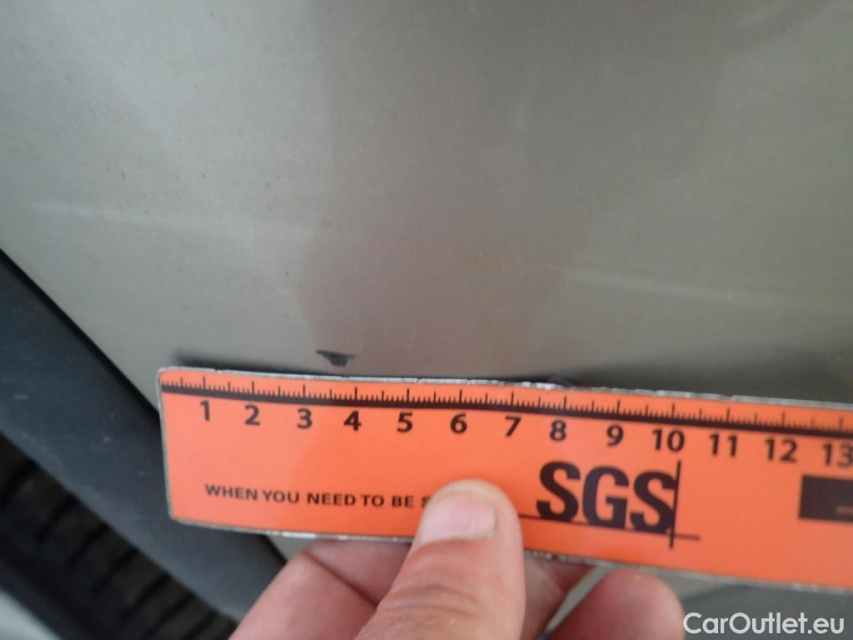 1 2 3 4 5 6 7 8 9 10 11 12 13
WHEN YOU NEED TO BE
SGS
CarOutlet.eu